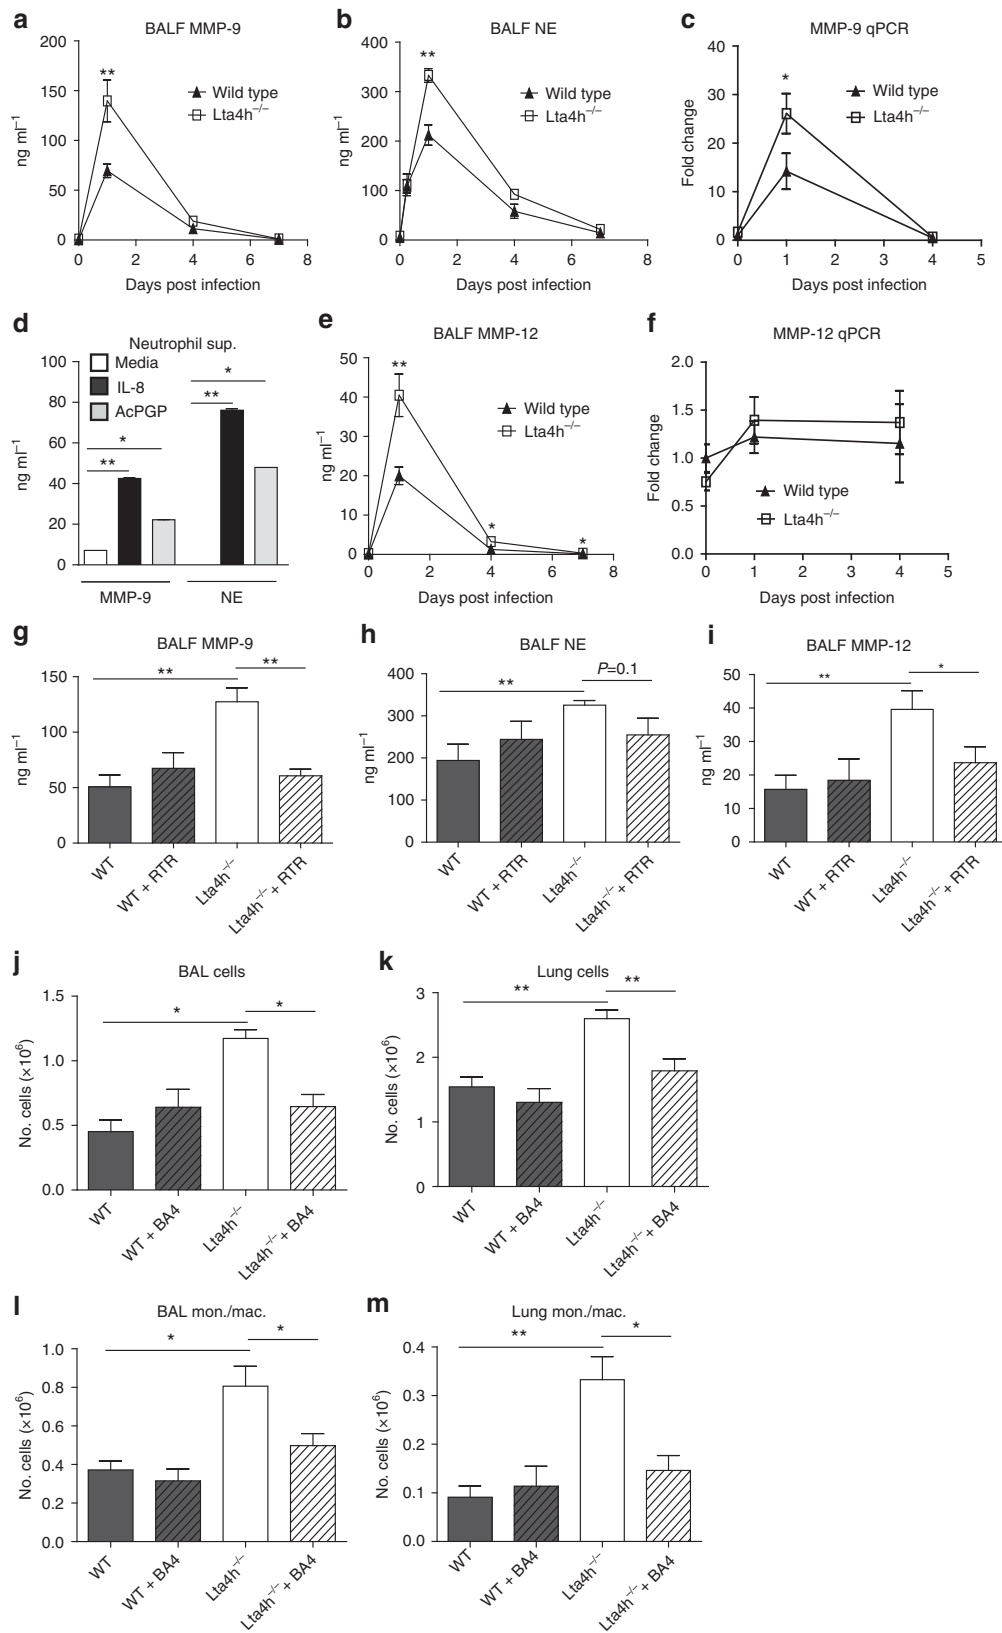 a
BALF MMP-9
200
150
100
50
0
ng ml⁻¹
**
Wild type
Lta4h⁻/⁻
0 2 4 6 8
Days post infection
b
BALF NE
400
300
200
100
0
ng ml⁻¹
**
Wild type
Lta4h⁻/⁻
0 2 4 6 8
Days post infection
c
MMP-9 qPCR
40
30
20
10
0
Fold change
*
Wild type
Lta4h⁻/⁻
0 1 2 3 4 5
Days post infection
d
Neutrophil sup.
Media
IL-8
AcPGP
100
80
60
40
20
0
ng ml⁻¹
*
**
*
**
MMP-9 NE
e
BALF MMP-12
50
40
30
20
10
0
ng ml⁻¹
**
*
*
Wild type
Lta4h⁻/⁻
0 2 4 6 8
Days post infection
f
MMP-12 qPCR
2.0
1.5
1.0
0.5
0.0
Fold change
Wild type
Lta4h⁻/⁻
0 1 2 3 4 5
Days post infection
g
BALF MMP-9
150
100
50
0
ng ml⁻¹
** **
WT
WT + RTR
Lta4h⁻/⁻
Lta4h⁻/⁻ + RTR
h
BALF NE
400
300
200
100
0
ng ml⁻¹
** P=0.1
WT
WT + RTR
Lta4h⁻/⁻
Lta4h⁻/⁻ + RTR
i
BALF MMP-12
50
40
30
20
10
0
ng ml⁻¹
** *
WT
WT + RTR
Lta4h⁻/⁻
Lta4h⁻/⁻ + RTR
j
BAL cells
1.5
1.0
0.5
0.0
No. cells (×10⁶)
* *
WT
WT + BA4
Lta4h⁻/⁻
Lta4h⁻/⁻ + BA4
k
Lung cells
3
2
1
0
No. cells (×10⁶)
** **
WT
WT + BA4
Lta4h⁻/⁻
Lta4h⁻/⁻ + BA4
l
BAL mon./mac.
1.0
0.8
0.6
0.4
0.2
0.0
No. cells (×10⁶)
* *
WT
WT + BA4
Lta4h⁻/⁻
Lta4h⁻/⁻ + BA4
m
Lung mon./mac.
0.4
0.3
0.2
0.1
0.0
No. cells (×10⁶)
** *
WT
WT + BA4
Lta4h⁻/⁻
Lta4h⁻/⁻ + BA4